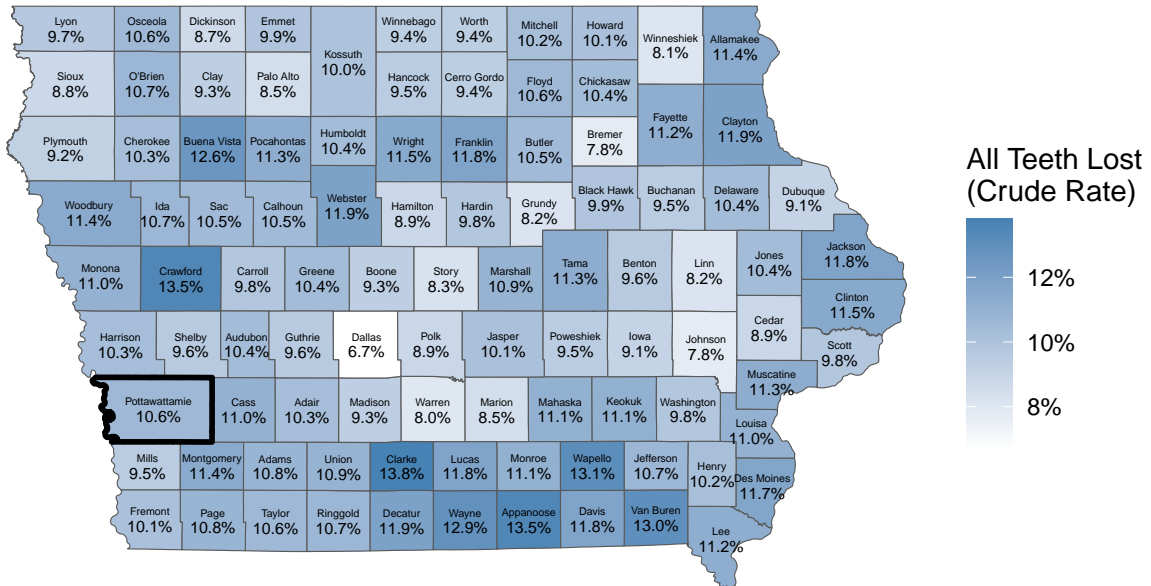 Lyon
9.7%
Osceola
10.6%
Dickinson
8.7%
Emmet
9.9%
Kossuth
10.0%
Winnebago
9.4%
Worth
9.4%
Mitchell
10.2%
Howard
10.1%
Winneshiek
8.1%
Allamakee
11.4%
Sioux
8.8%
O'Brien
10.7%
Clay
9.3%
Palo Alto
8.5%
Hancock
9.5%
Cerro Gordo
9.4%
Floyd
10.6%
Chickasaw
10.4%
Fayette
11.2%
Clayton
11.9%
Plymouth
9.2%
Cherokee
10.3%
Buena Vista
12.6%
Pocahontas
11.3%
Humboldt
10.4%
Wright
11.5%
Franklin
11.8%
Butler
10.5%
Bremer
7.8%
Woodbury
11.4%
Ida
10.7%
Sac
10.5%
Calhoun
10.5%
Webster
11.9%
Hamilton
8.9%
Hardin
9.8%
Grundy
8.2%
Black Hawk
9.9%
Buchanan
9.5%
Delaware
10.4%
Dubuque
9.1%
Monona
11.0%
Crawford
13.5%
Carroll
9.8%
Greene
10.4%
Boone
9.3%
Story
8.3%
Marshall
10.9%
Tama
11.3%
Benton
9.6%
Linn
8.2%
Jones
10.4%
Jackson
11.8%
Clinton
11.5%
Harrison
10.3%
Shelby
9.6%
Audubon
10.4%
Guthrie
9.6%
Dallas
6.7%
Polk
8.9%
Jasper
10.1%
Poweshiek
9.5%
Iowa
9.1%
Johnson
7.8%
Cedar
8.9%
Scott
9.8%
Muscatine
11.3%
Pottawattamie
10.6%
Cass
11.0%
Adair
10.3%
Madison
9.3%
Warren
8.0%
Marion
8.5%
Mahaska
11.1%
Keokuk
11.1%
Washington
9.8%
Louisa
11.0%
Mills
9.5%
Montgomery
11.4%
Adams
10.8%
Union
10.9%
Clarke
13.8%
Lucas
11.8%
Monroe
11.1%
Wapello
13.1%
Jefferson
10.7%
Henry
10.2%
Des Moines
11.7%
Fremont
10.1%
Page
10.8%
Taylor
10.6%
Ringgold
10.7%
Decatur
11.9%
Wayne
12.9%
Appanoose
13.5%
Davis
11.8%
Van Buren
13.0%
Lee
11.2%
All Teeth Lost
(Crude Rate)
12%
10%
8%